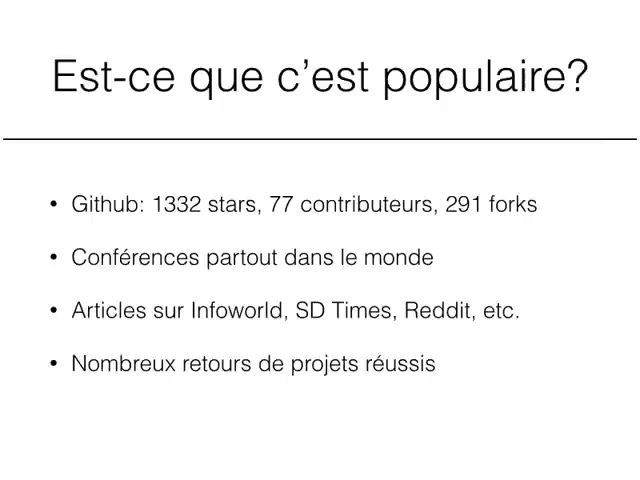 Est-ce que c’est populaire?
• Github: 1332 stars, 77 contributeurs, 291 forks
• Conférences partout dans le monde
• Articles sur Infoworld, SD Times, Reddit, etc.
• Nombreux retours de projets réussis